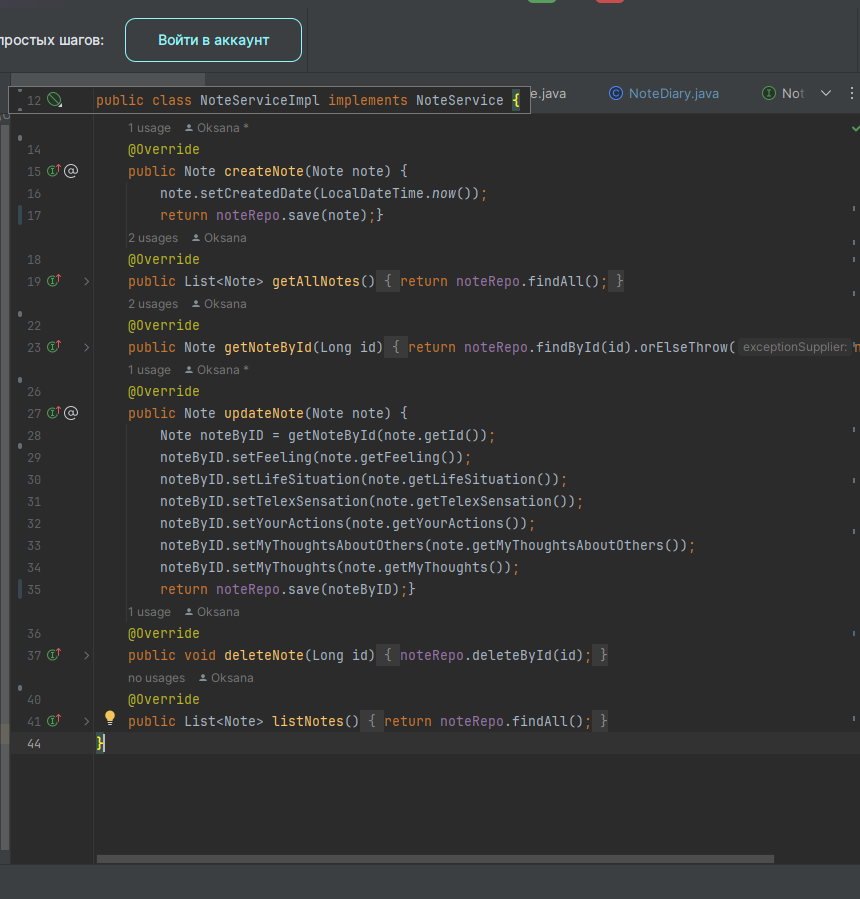 простых шагов: Войти в аккаунт
e.java NoteDiary.java Not
12 public class NoteServiceImpl implements NoteService {
1 usage Oksana *
14 @Override
15 public Note createNote(Note note) {
16 note.setCreatedDate(LocalDateTime.now());
17 return noteRepo.save(note);}
2 usages Oksana
18 @Override
19 public List<Note> getAllNotes() { return noteRepo.findAll(); }
2 usages Oksana
22 @Override
23 public Note getNoteById(Long id) { return noteRepo.findById(id).orElseThrow( exceptionSupplier:
1 usage Oksana *
26 @Override
27 public Note updateNote(Note note) {
28 Note noteByID = getNoteById(note.getId());
29 noteByID.setFeeling(note.getFeeling());
30 noteByID.setLifeSituation(note.getLifeSituation());
31 noteByID.setTelexSensation(note.getTelexSensation());
32 noteByID.setYourActions(note.getYourActions());
33 noteByID.setMyThoughtsAboutOthers(note.getMyThoughtsAboutOthers());
34 noteByID.setMyThoughts(note.getMyThoughts());
35 return noteRepo.save(noteByID);}
1 usage Oksana
36 @Override
37 public void deleteNote(Long id) { noteRepo.deleteById(id); }
no usages Oksana
40 @Override
41 public List<Note> listNotes() { return noteRepo.findAll(); }
44 }